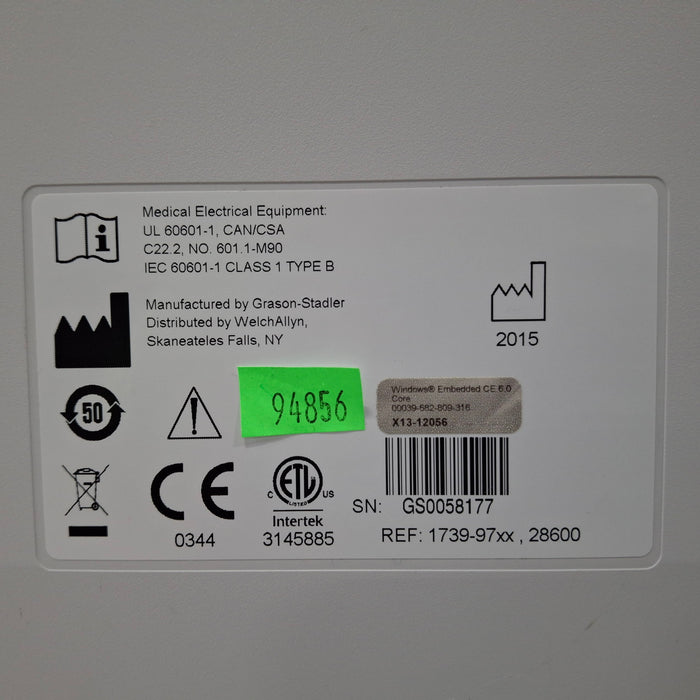 Medical Electrical Equipment:
UL 60601-1, CAN/CSA
C22.2, NO. 601.1-M90
IEC 60601-1 CLASS 1 TYPE B
Manufactured by Grason-Stadler
Distributed by WelchAllyn,
Skaneateles Falls, NY
2015
50
94856
Windows® Embedded CE 6.0
Core
00039-582-809-316
X13-12056
CE
0344
C ETL US
LISTED
Intertek
3145885
SN: GS0058177
REF: 1739-97xx , 28600